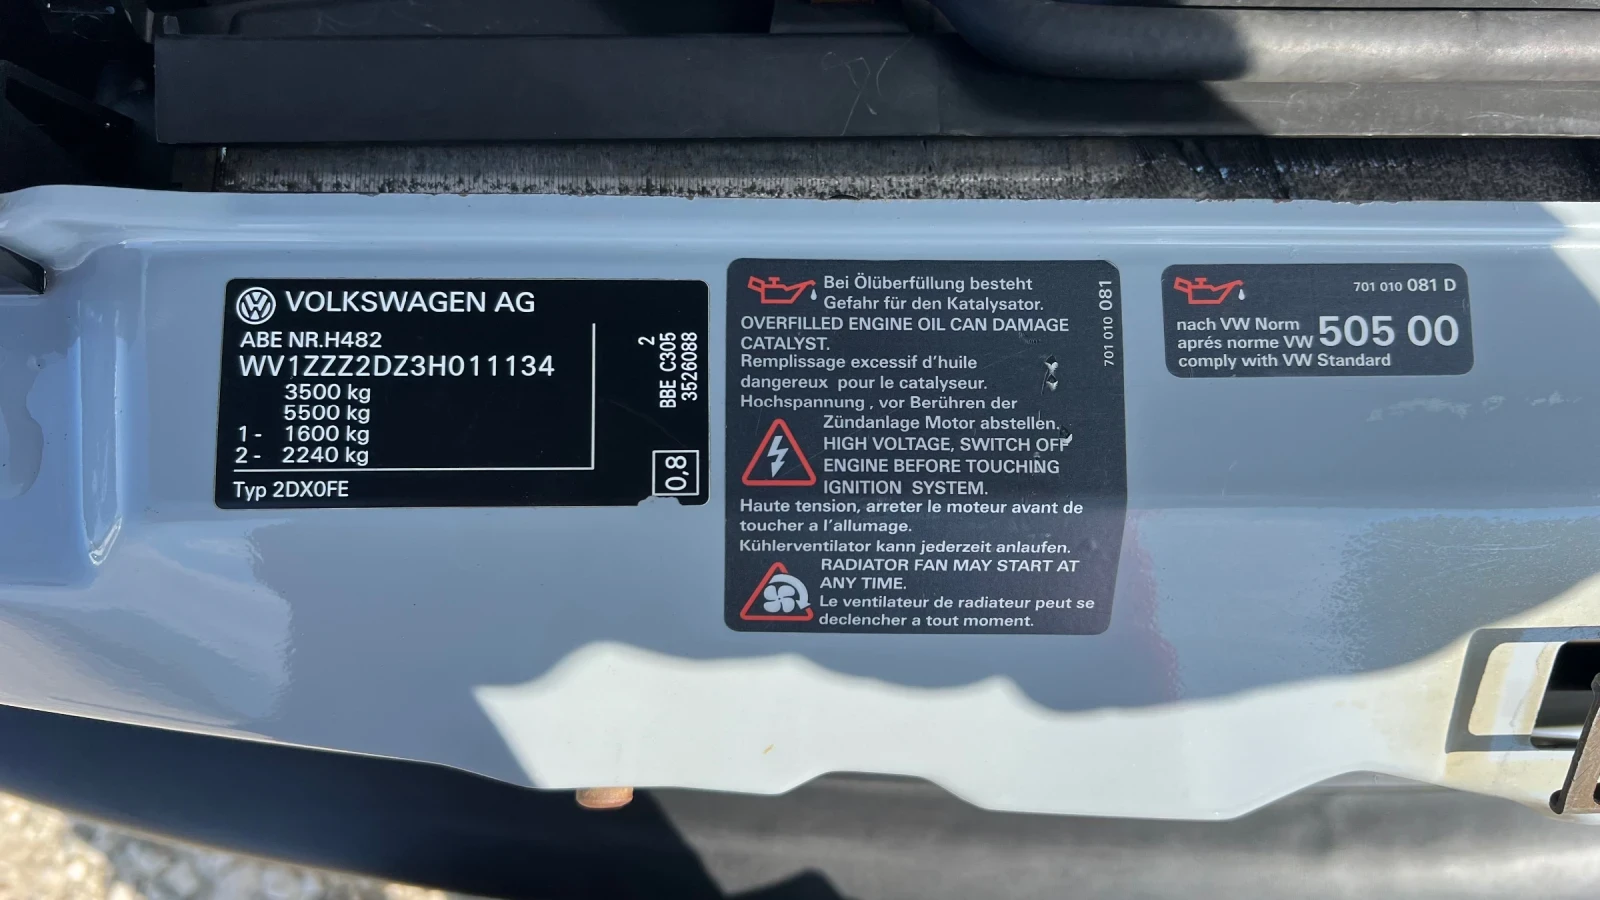 VOLKSWAGEN AG
ABE NR.H482
WV1ZZZ2DZ3H011134
3500 kg
5500 kg
1 - 1600 kg
2 - 2240 kg
Typ 2DX0FE
2
BBE C305
3526088
0,8
Bei Ölüberfüllung besteht
Gefahr für den Katalysator.
OVERFILLED ENGINE OIL CAN DAMAGE
CATALYST.
Remplissage excessif d'huile
dangereux pour le catalyseur.
Hochspannung , vor Berühren der
Zündanlage Motor abstellen.
HIGH VOLTAGE, SWITCH OFF
ENGINE BEFORE TOUCHING
IGNITION SYSTEM.
Haute tension, arreter le moteur avant de
toucher a l'allumage.
Kühlerventilator kann jederzeit anlaufen.
RADIATOR FAN MAY START AT
ANY TIME.
Le ventilateur de radiateur peut se
declencher a tout moment.
701 010 081
701 010 081 D
nach VW Norm
aprés norme VW 505 00
comply with VW Standard